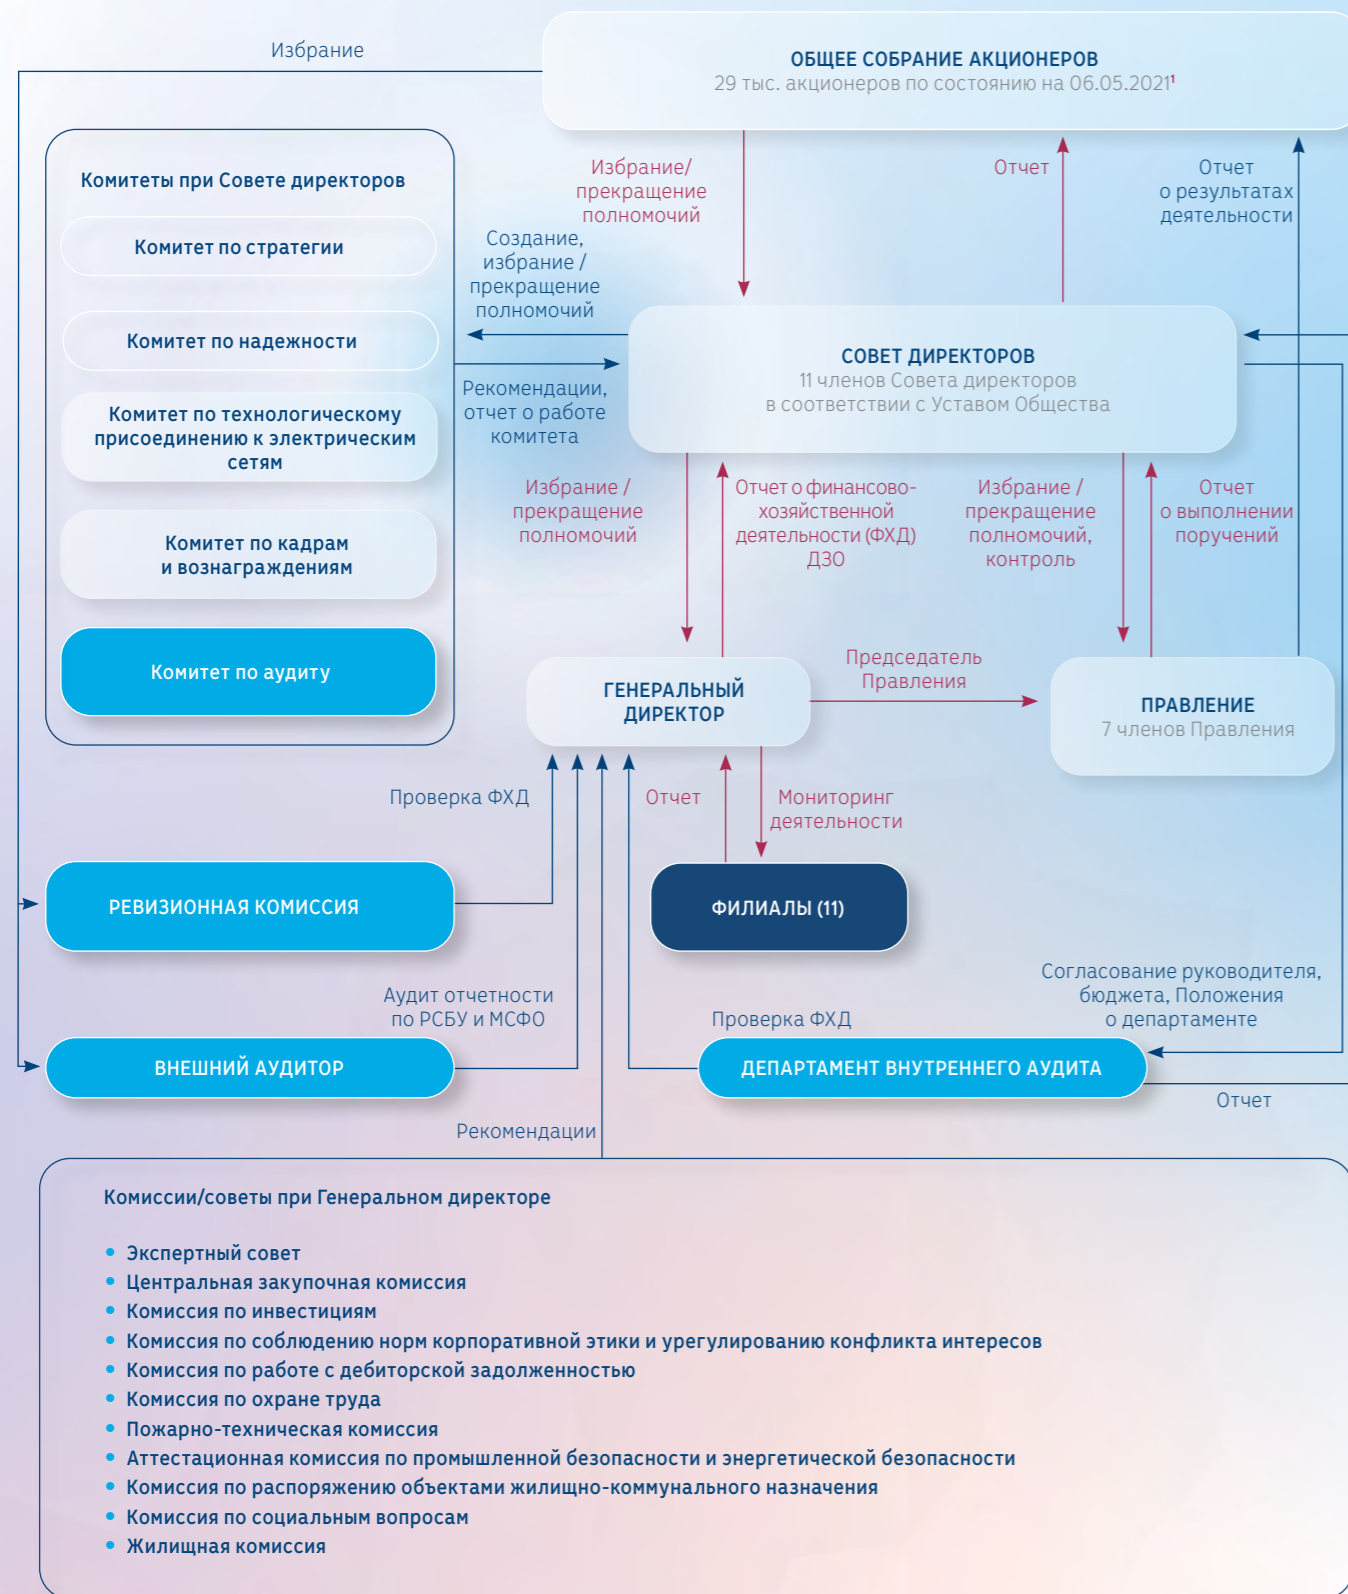 Избрание
ОБЩЕЕ СОБРАНИЕ АКЦИОНЕРОВ
29 тыс. акционеров по состоянию на 06.05.2021¹
Избрание/
прекращение
полномочий
Отчет
Отчет
о результатах
деятельности
Комитеты при Совете директоров
Комитет по стратегии
Комитет по надежности
Комитет по технологическому
присоединению к электрическим
сетям
Комитет по кадрам
и вознаграждениям
Комитет по аудиту
Создание,
избрание /
прекращение
полномочий
Рекомендации,
отчет о работе
комитета
СОВЕТ ДИРЕКТОРОВ
11 членов Совета директоров
в соответствии с Уставом Общества
Избрание /
прекращение
полномочий
Отчет о финансово-
хозяйственной
деятельности (ФХД)
ДЗО
Избрание /
прекращение
полномочий,
контроль
Отчет
о выполнении
поручений
ГЕНЕРАЛЬНЫЙ
ДИРЕКТОР
Председатель
Правления
ПРАВЛЕНИЕ
7 членов Правления
Проверка ФХД
Отчет
Мониторинг
деятельности
РЕВИЗИОННАЯ КОМИССИЯ
ФИЛИАЛЫ (11)
Аудит отчетности
по РСБУ и МСФО
Проверка ФХД
Согласование руководителя,
бюджета, Положения
о департаменте
ВНЕШНИЙ АУДИТОР
ДЕПАРТАМЕНТ ВНУТРЕННЕГО АУДИТА
Отчет
Рекомендации
Комиссии/советы при Генеральном директоре
• Экспертный совет
• Центральная закупочная комиссия
• Комиссия по инвестициям
• Комиссия по соблюдению норм корпоративной этики и урегулированию конфликта интересов
• Комиссия по работе с дебиторской задолженностью
• Комиссия по охране труда
• Пожарно-техническая комиссия
• Аттестационная комиссия по промышленной безопасности и энергетической безопасности
• Комиссия по распоряжению объектами жилищно-коммунального назначения
• Комиссия по социальным вопросам
• Жилищная комиссия